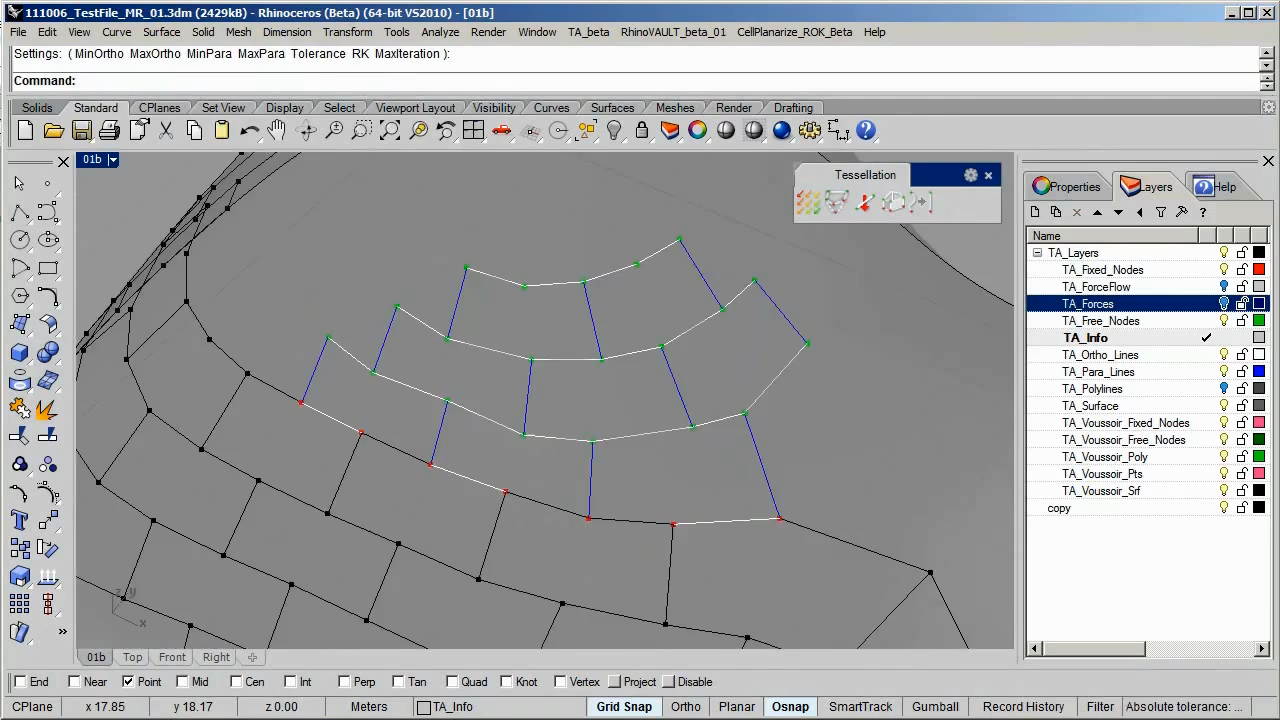 111006_TestFile_MR_01.3dm (2429kB) - Rhinoceros (Beta) (64-bit VS2010) - [01b]
File Edit View Curve Surface Solid Mesh Dimension Transform Tools Analyze Render Window TA_beta RhinoVAULT_beta_01 CellPlanarize_ROK_Beta Help
Settings: ( MinOrtho MaxOrtho MinPara MaxPara Tolerance RK MaxIteration ):
Command:
Solids Standard CPlanes Set View Display Select Viewport Layout Visibility Curves Surfaces Meshes Render Drafting
01b
Tessellation
Properties Layers Help
Name
TA_Layers
TA_Fixed_Nodes
TA_ForceFlow
TA_Forces
TA_Free_Nodes
TA_Info
TA_Ortho_Lines
TA_Para_Lines
TA_Polylines
TA_Surface
TA_Voussoir_Fixed_Nodes
TA_Voussoir_Free_Nodes
TA_Voussoir_Poly
TA_Voussoir_Pts
TA_Voussoir_Srf
copy
z y
x
01b Top Front Right
End Near Point Mid Cen Int Perp Tan Quad Knot Vertex Project Disable
CPlane x 17.85 y 18.17 z 0.00 Meters TA_Info Grid Snap Ortho Planar Osnap SmartTrack Gumball Record History Filter Absolute tolerance: ...